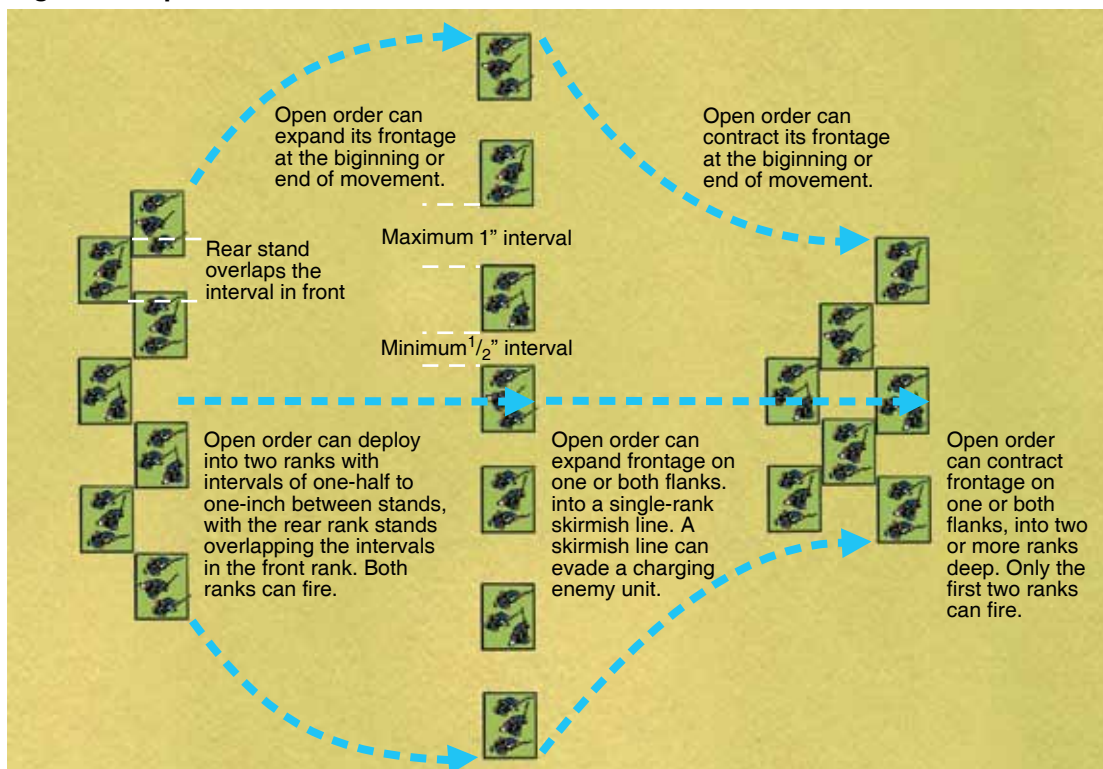 Open order can
expand its frontage
at the biginning or
end of movement.
Open order can
contract its frontage
at the biginning or
end of movement.
Rear stand
overlaps the
interval in front
Maximum 1” interval
Minimum 1/2” interval
Open order can deploy
into two ranks with
intervals of one-half to
one-inch between stands,
with the rear rank stands
overlapping the intervals
in the front rank. Both
ranks can fire.
Open order can
expand frontage on
one or both flanks.
into a single-rank
skirmish line. A
skirmish line can
evade a charging
enemy unit.
Open order
can contract
frontage on
one or both
flanks, into two
or more ranks
deep. Only the
first two ranks
can fire.